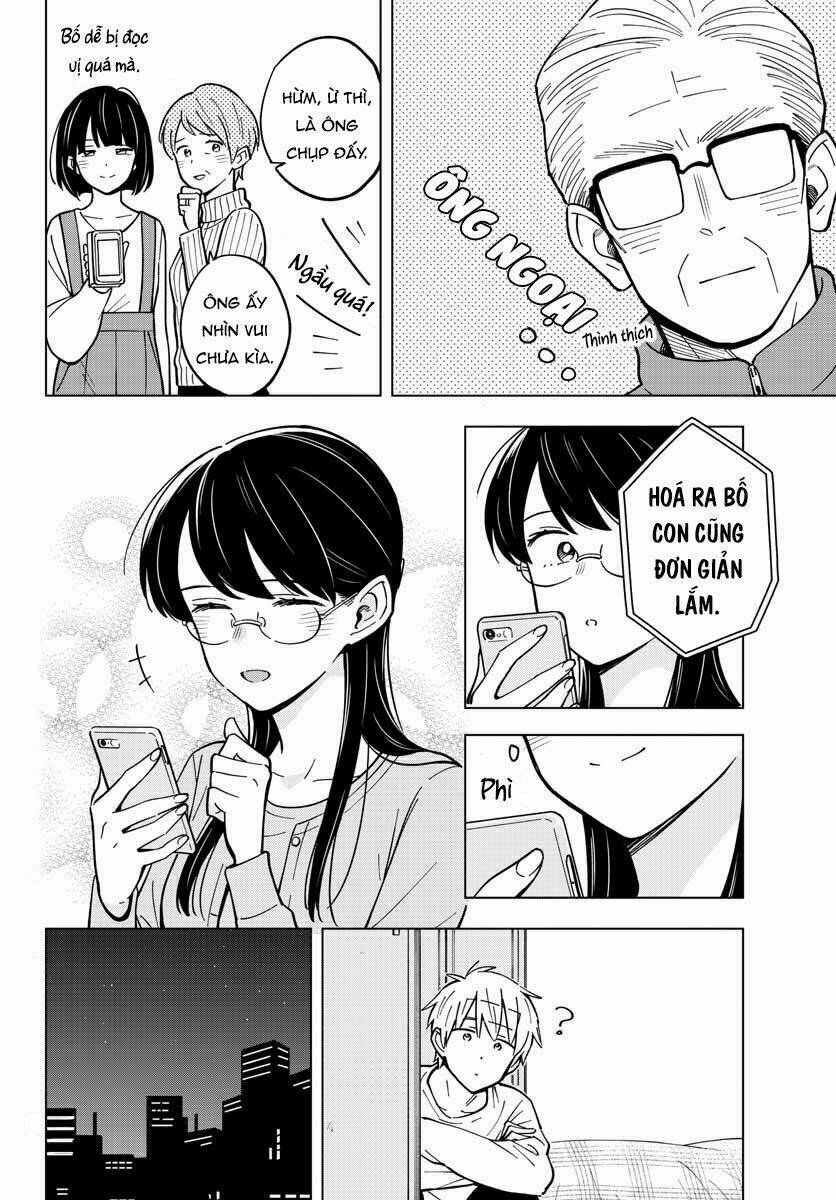 ÔNG NGOẠI
...
Thình thịch
HỪM, Ừ THÌ,
LÀ ÔNG
CHỤP ĐẤY.
Bố dễ bị đọc
vị quá mà.
Ngầu quá!
ÔNG ẤY
NHÌN VUI
CHƯA KÌA.
HOÁ RA BỐ
CON CŨNG
ĐƠN GIẢN
LẮM.
Phì
?